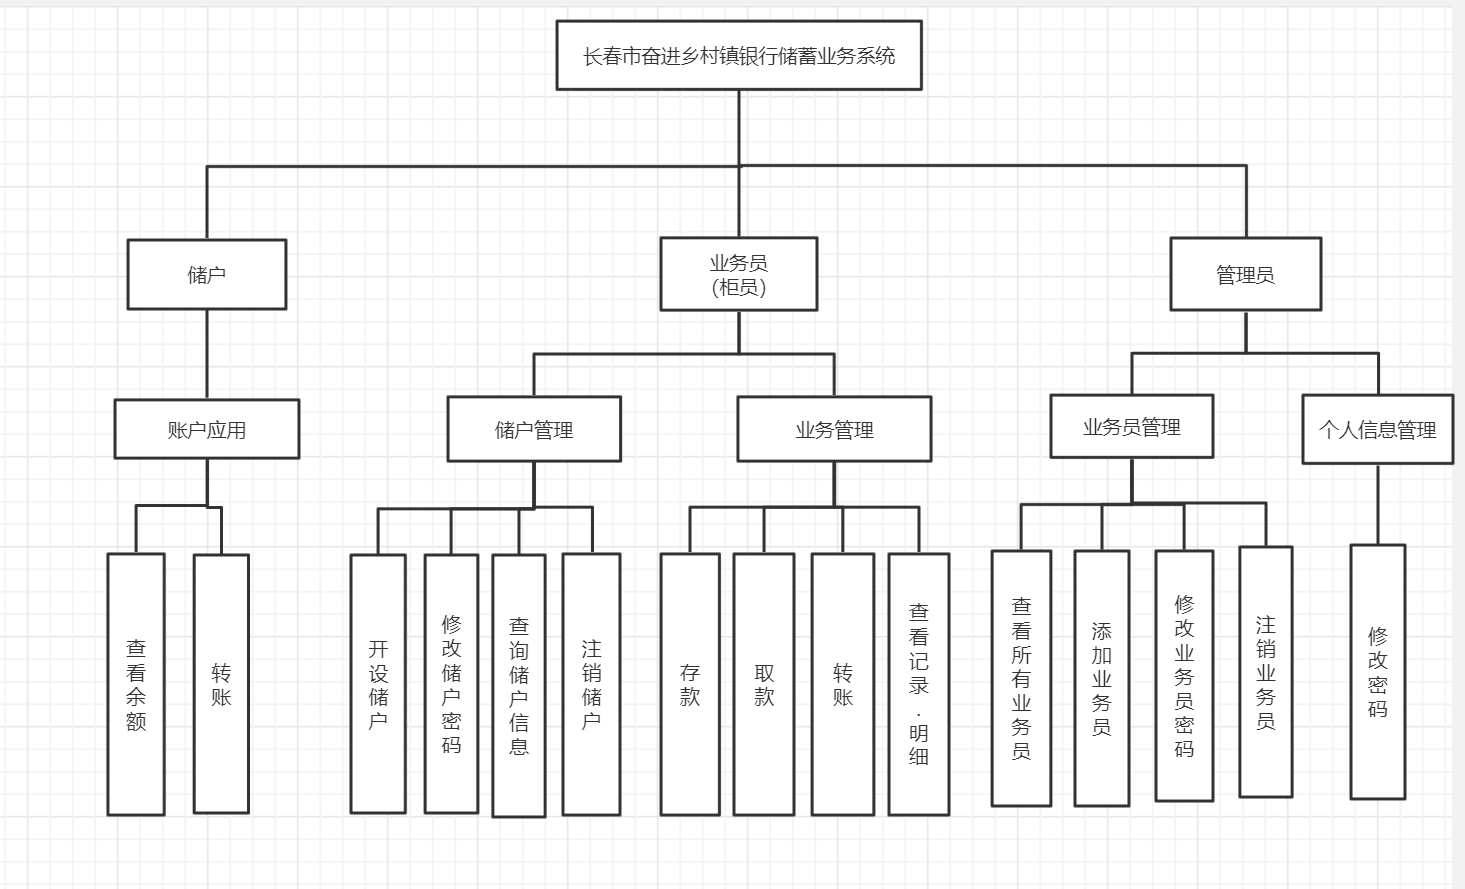 长春市奋进乡村镇银行储蓄业务系统
储户
业务员
（柜员）
管理员
账户应用
储户管理
业务管理
业务员管理
个人信息管理
查看余额
转账
开设储户
修改储户密码
查询储户信息
注销储户
存款
取款
转账
查看记录.明细
查看所有业务员
添加业务员
修改业务员密码
注销业务员
修改密码